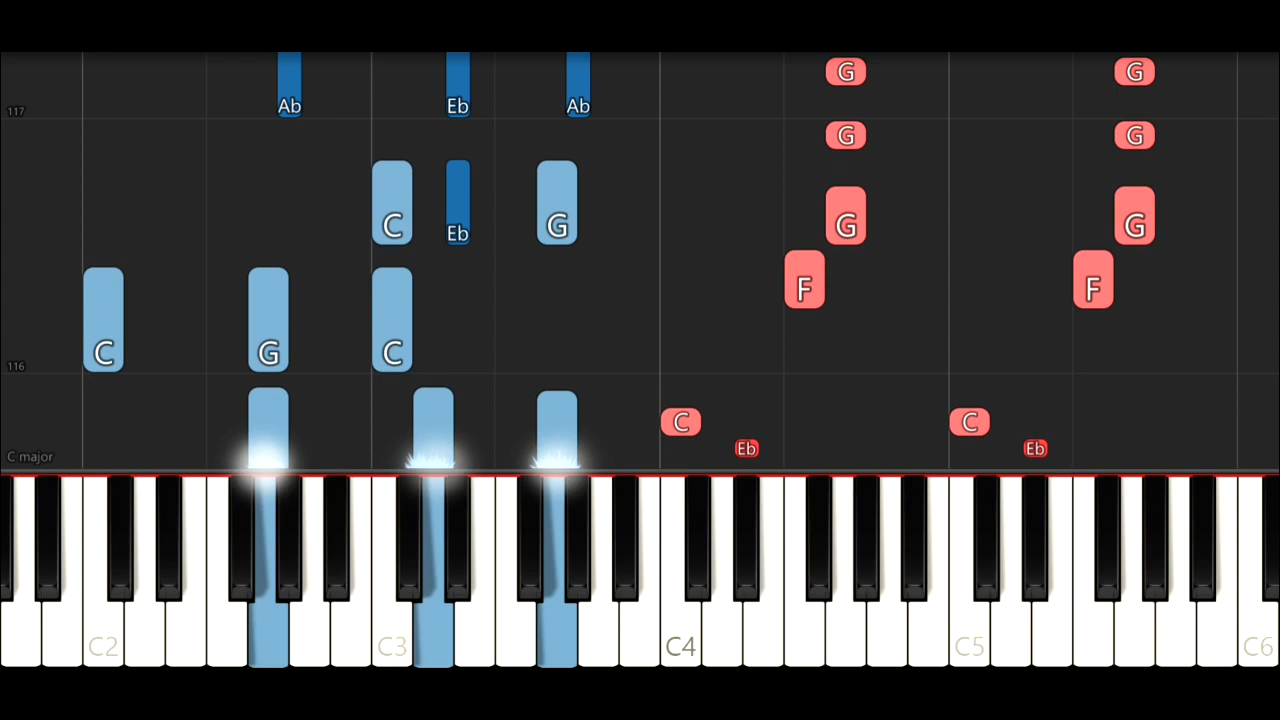 G G
117
Ab Eb Ab
G G
C Eb G G G
F F
C G C
116
C C
Eb Eb
C major
C2 C3 C4 C5 C6